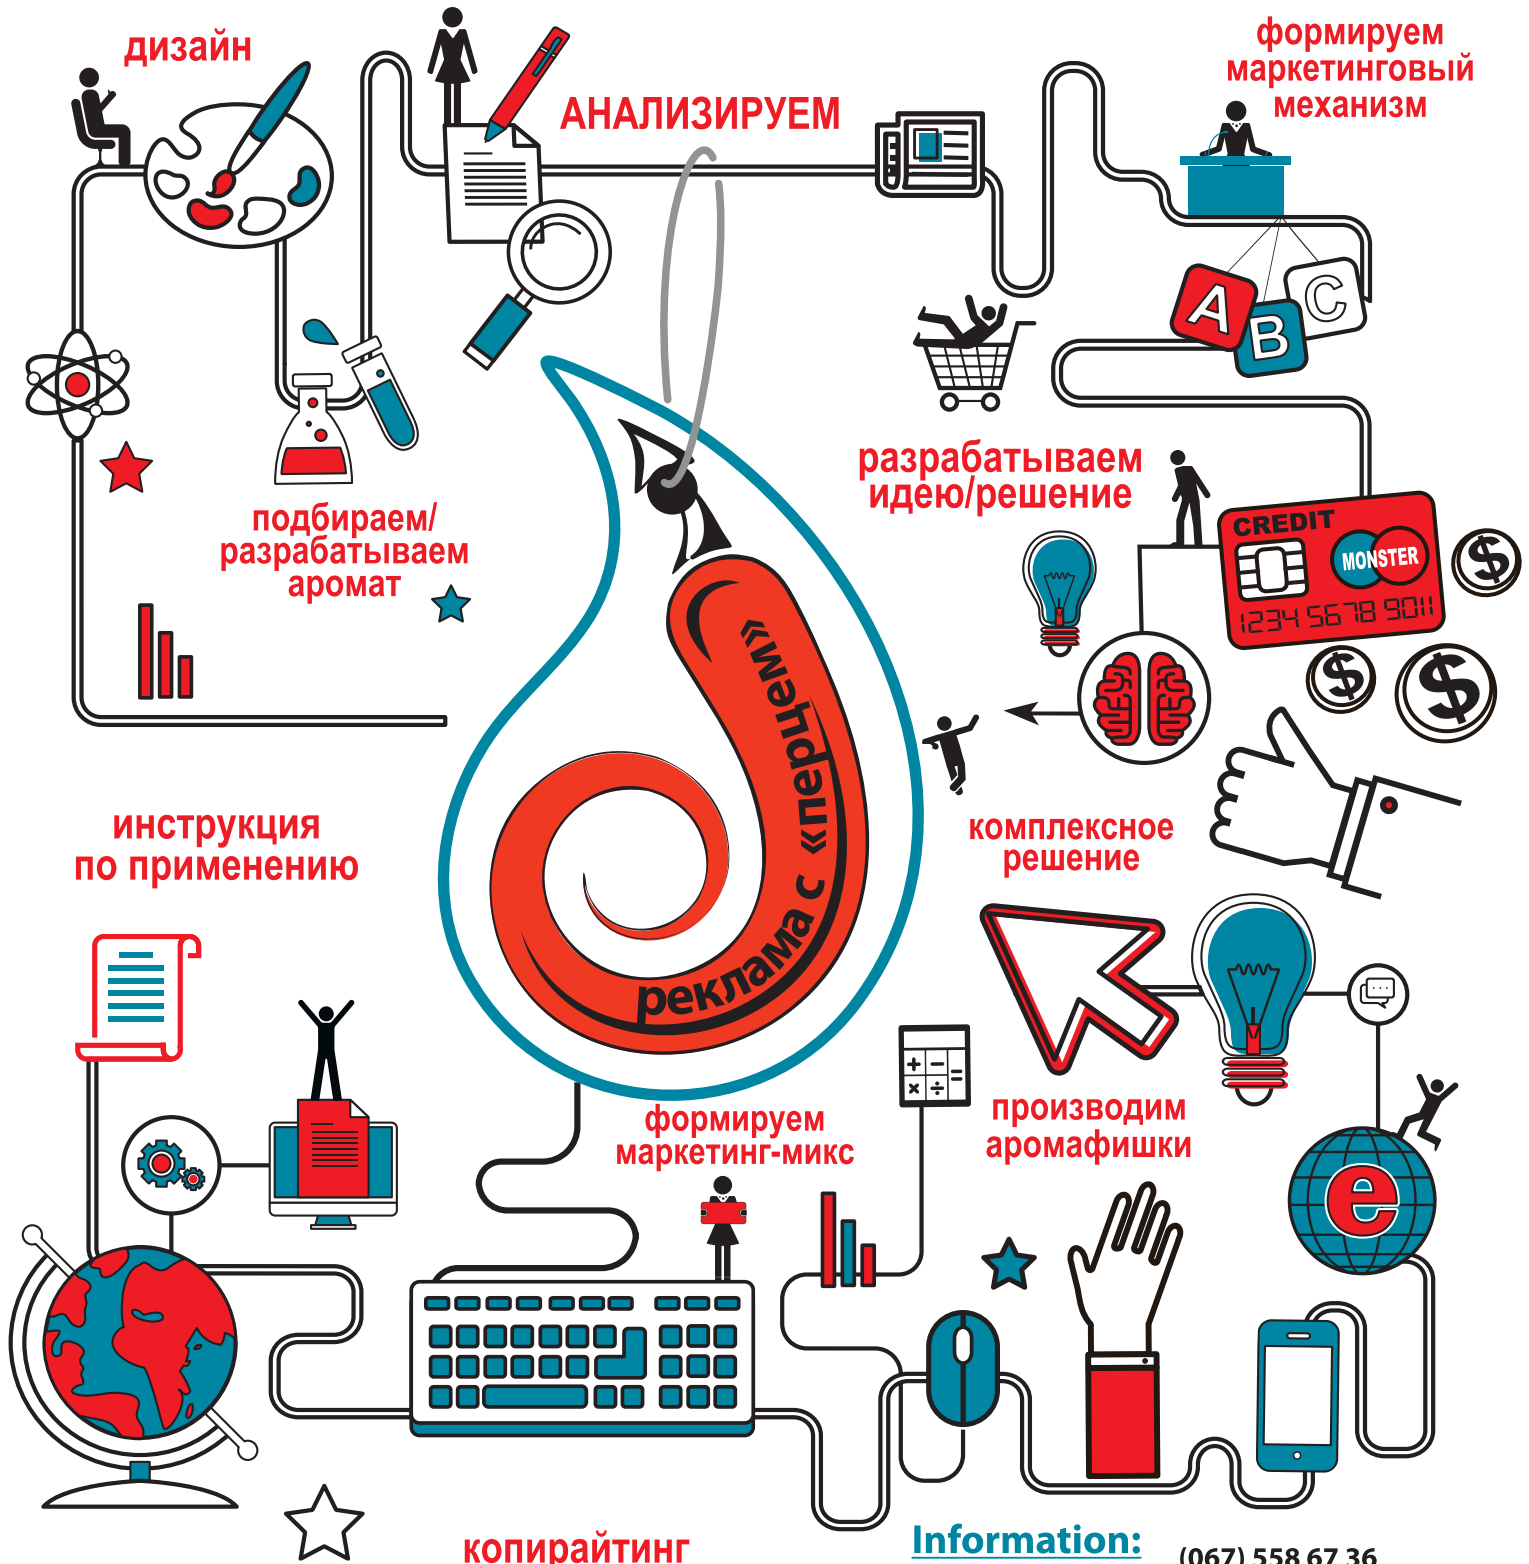 дизайн
АНАЛИЗИРУЕМ
формируем
маркетинговый
механизм
A
B
C
разрабатываем
идею/решение
CREDIT
MONSTER
1234 5678 9011
$
$
$
подбираем/
разрабатываем
аромат
реклама с «перцем»
инструкция
по применению
комплексное
решение
формируем
маркетинг-микс
+ − =
× ÷
производим
аромафишки
e
копирайтинг
Information:
(067) 558 67 36